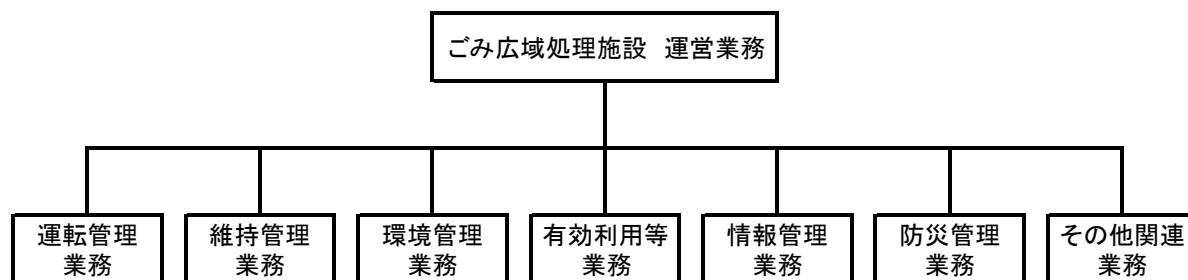 ごみ広域処理施設 運営業務
運転管理
業務
維持管理
業務
環境管理
業務
有効利用等
業務
情報管理
業務
防災管理
業務
その他関連
業務